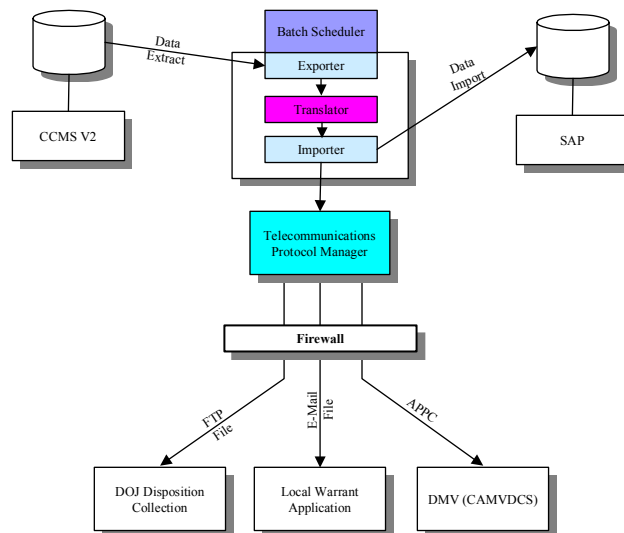 Batch Scheduler
Data
Extract
Exporter
Data
Import
Translator
CCMS V2
Importer
SAP
Telecommunications
Protocol Manager
Firewall
FTP
File
E-Mail
File
APPC
DOJ Disposition
Collection
Local Warrant
Application
DMV (CAMVDCS)